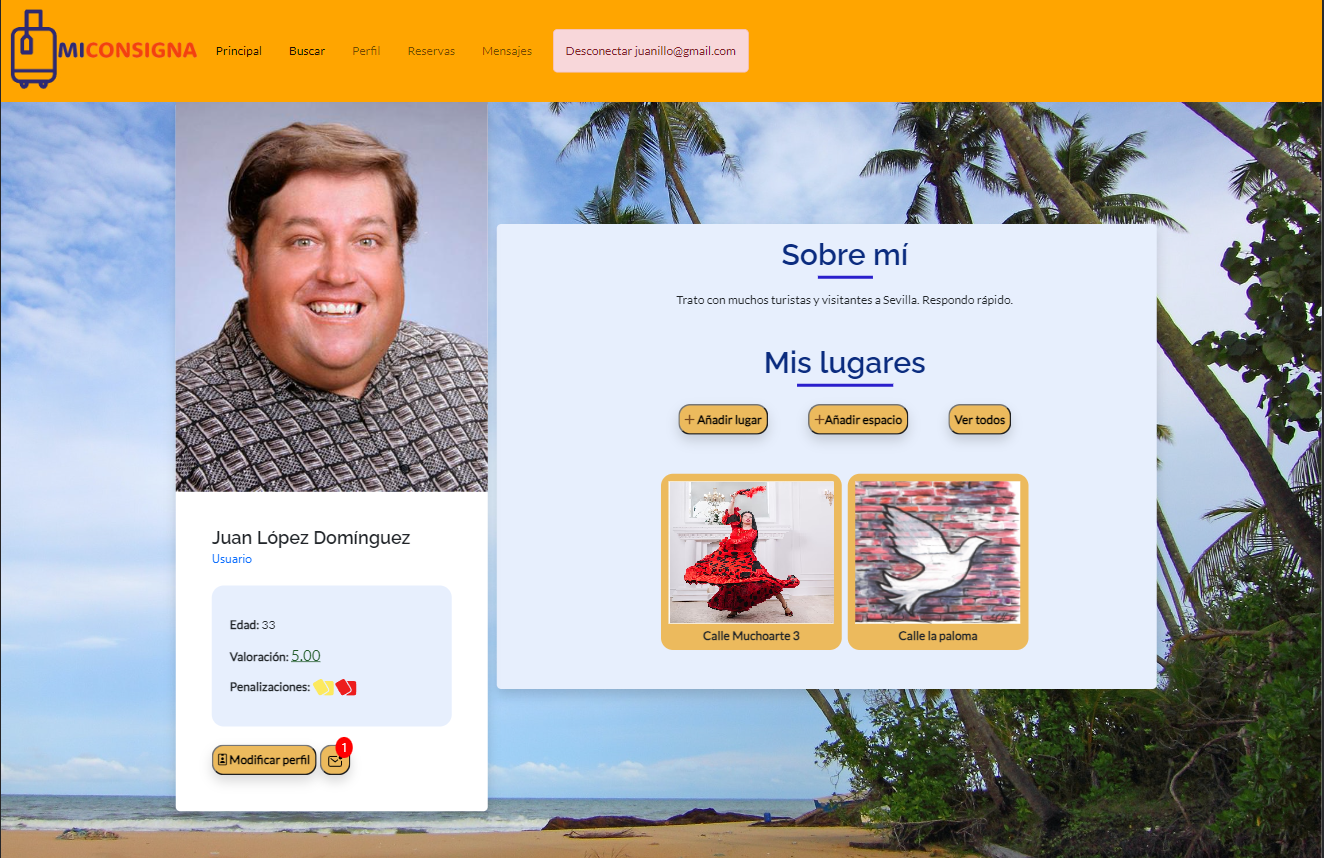 MICONSIGNA
Principal
Buscar
Perfil
Reservas
Mensajes
Desconectar juanillo@gmail.com
Juan López Domínguez
Usuario
Edad: 33
Valoración: 5.00
Penalizaciones:
Modificar perfil
1
Sobre mí
Trato con muchos turistas y visitantes a Sevilla. Respondo rápido.
Mis lugares
+ Añadir lugar
+Añadir espacio
Ver todos
Calle Muchoarte 3
Calle la paloma